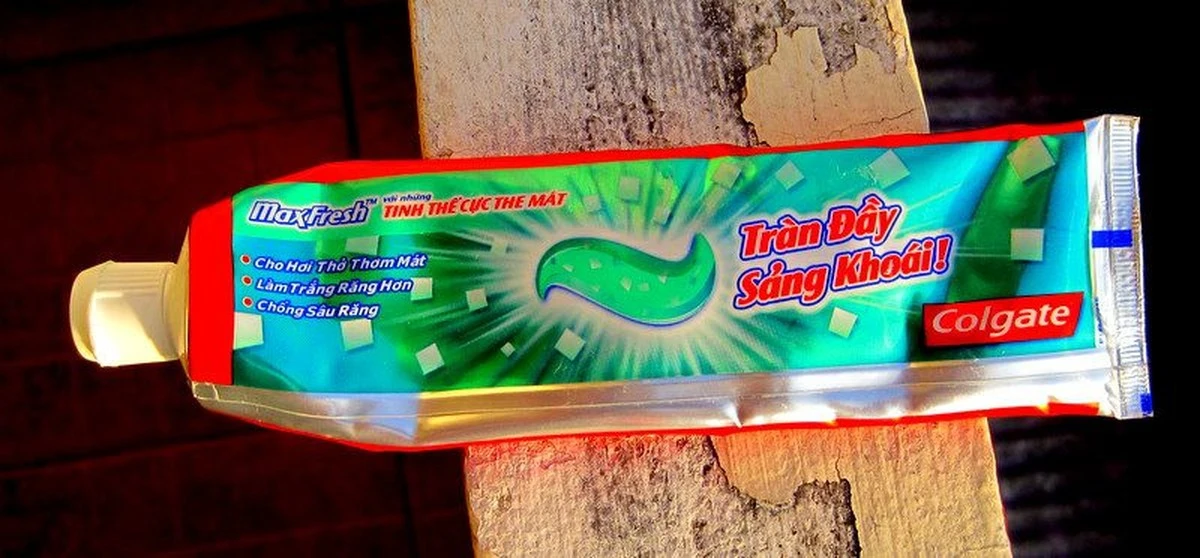 MaxFresh™ với những TINH THỂ CỰC THE MÁT
Cho Hơi Thở Thơm Mát
Làm Trắng Răng Hơn
Chống Sâu Răng
Tràn Đầy
Sảng Khoái!
Colgate